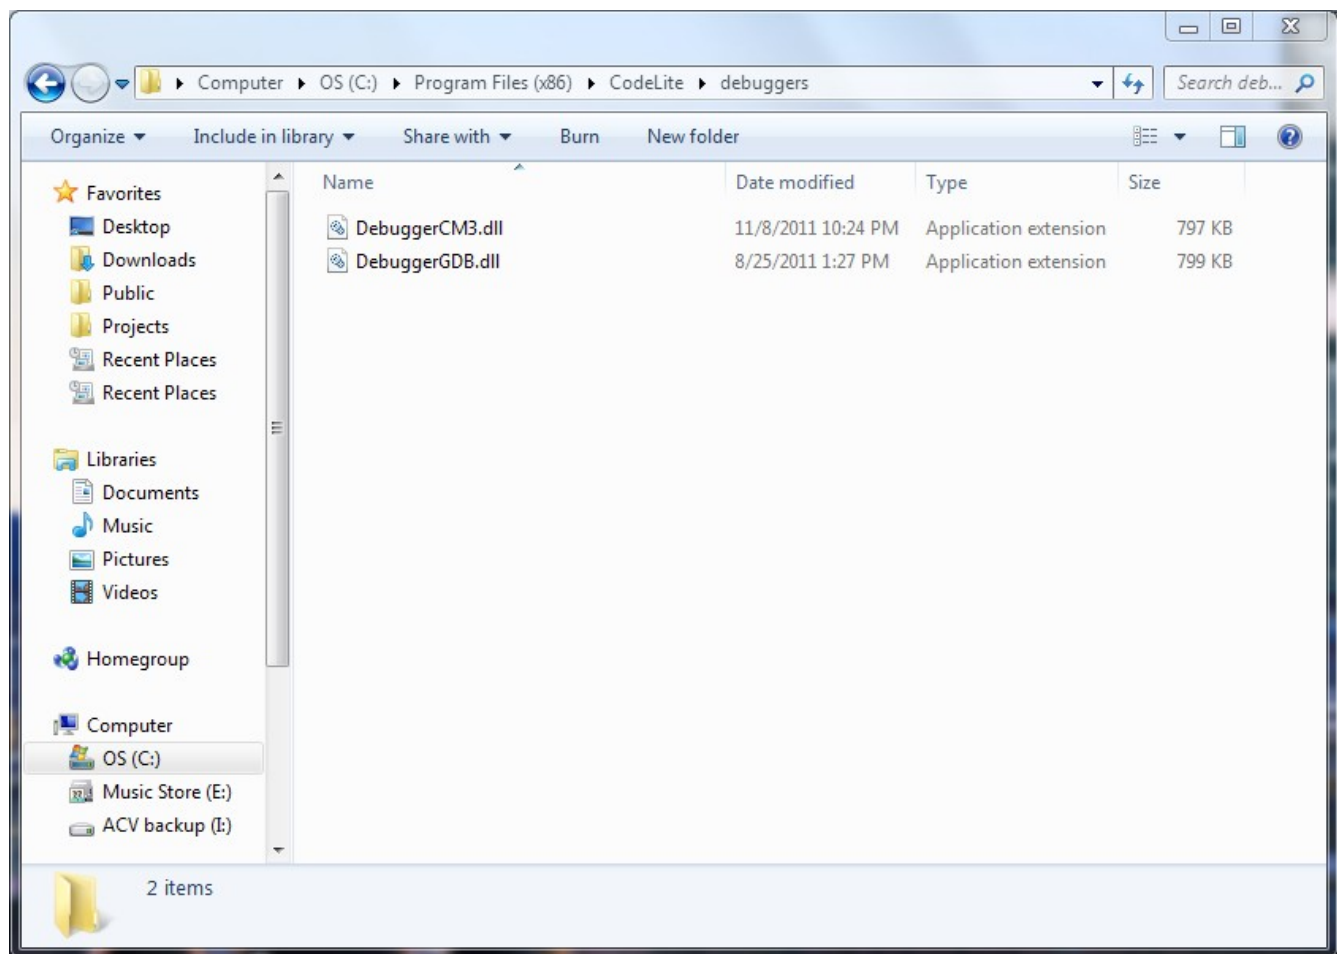 Computer OS (C:) Program Files (x86) CodeLite debuggers Search deb...
Organize Include in library Share with Burn New folder
Favorites
Desktop
Downloads
Public
Projects
Recent Places
Recent Places
Libraries
Documents
Music
Pictures
Videos
Homegroup
Computer
OS (C:)
Music Store (E:)
ACV backup (I:)
Name Date modified Type Size
DebuggerCM3.dll 11/8/2011 10:24 PM Application extension 797 KB
DebuggerGDB.dll 8/25/2011 1:27 PM Application extension 799 KB
2 items